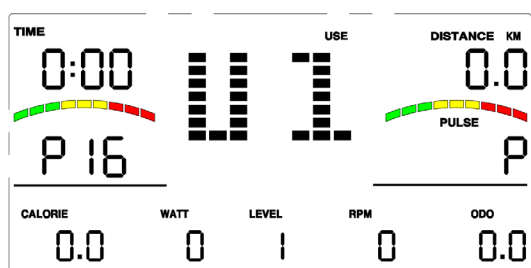 TIME USE DISTANCE KM
0:00 U1 0.0
PULSE
P16 P
CALORIE WATT LEVEL RPM ODO
0.0 0 1 0 0.0